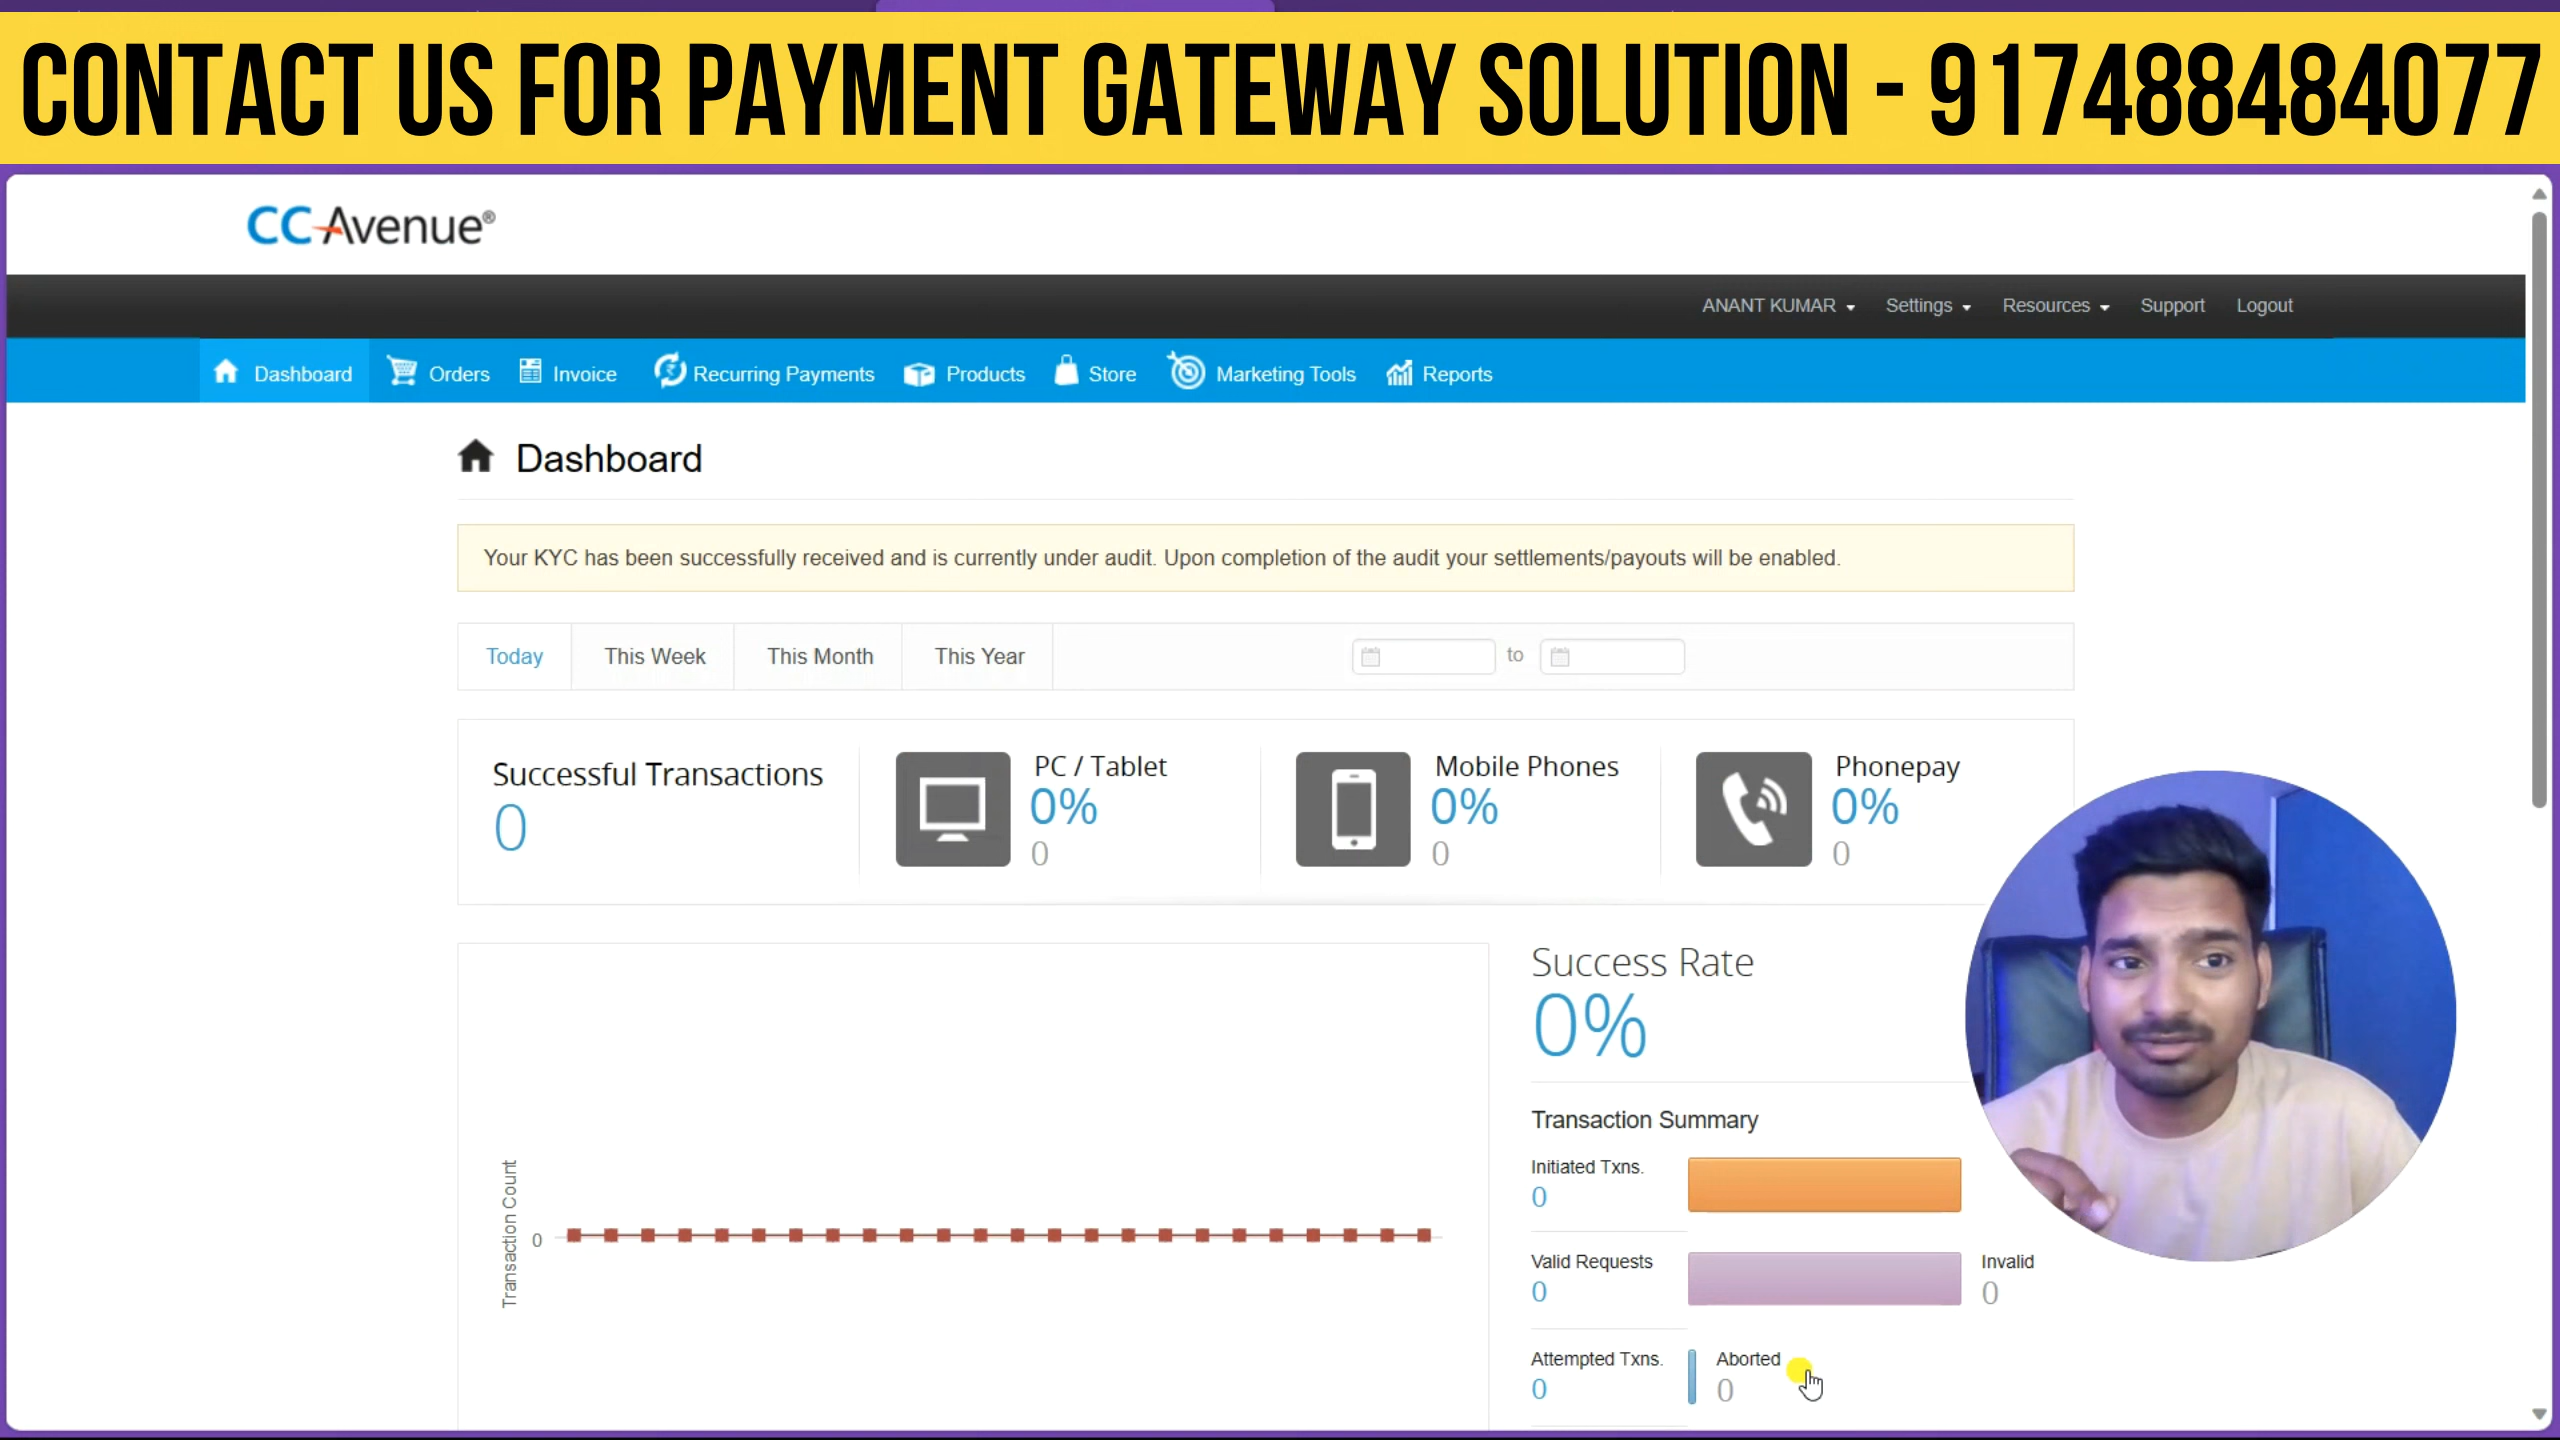 CONTACT US FOR PAYMENT GATEWAY SOLUTION - 917488484077
CCAvenue®
ANANT KUMAR Settings Resources Support Logout
Dashboard Orders Invoice Recurring Payments Products Store Marketing Tools Reports
Dashboard
Your KYC has been successfully received and is currently under audit. Upon completion of the audit your settlements/payouts will be enabled.
Today This Week This Month This Year to
Successful Transactions
0
PC / Tablet
0%
0
Mobile Phones
0%
0
Phonepay
0%
0
Transaction Count
0
Success Rate
0%
Transaction Summary
Initiated Txns.
0
Valid Requests
0
Invalid
0
Attempted Txns.
0
Aborted
0